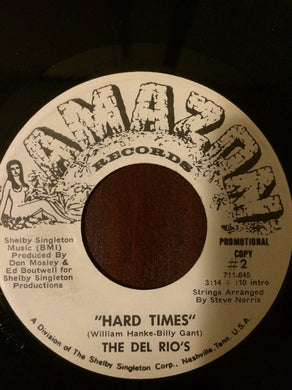 AMAZON
RECORDS
Shelby Singleton
Music (BMI)
Produced By
Don Mosley &
Ed Boutwell for
Shelby Singleton
Productions
PROMOTIONAL
COPY
#2
711-645
3:14 + :10 intro
Strings Arranged
By Steve Norris
"HARD TIMES"
(William Hanke-Billy Gant)
THE DEL RIO'S
A Division of The Shelby Singleton Corp., Nashville, Tenn. U.S.A.